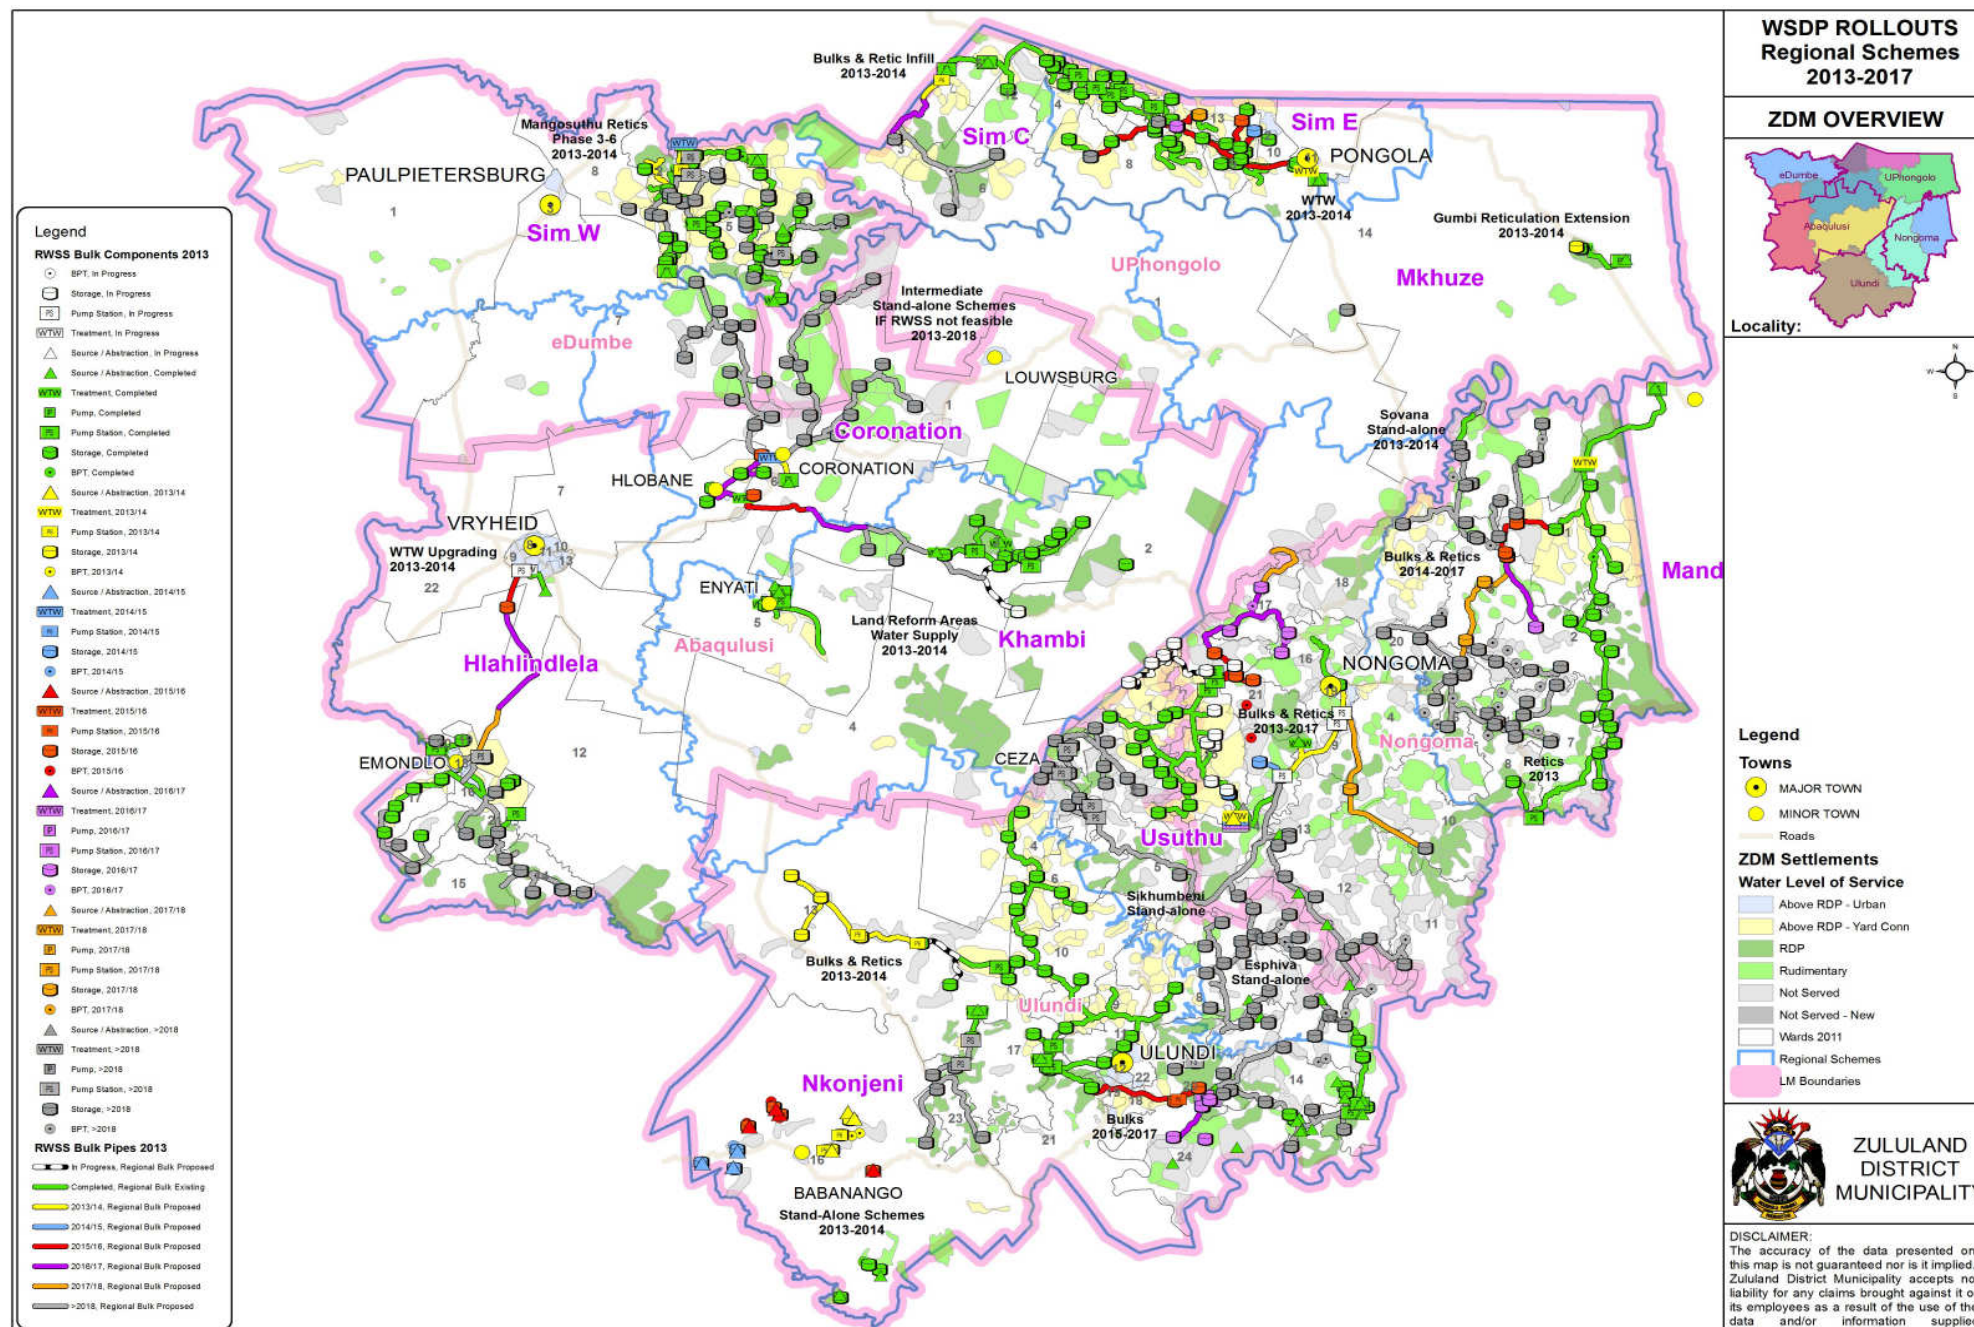 WSDP ROLLOUTS
Regional Schemes
2013-2017
ZDM OVERVIEW
eDumbe
UPhongolo
Abaqulusi
Nongoma
Ulundi
Locality:
N
W
S
Legend
Towns
MAJOR TOWN
MINOR TOWN
Roads
ZDM Settlements
Water Level of Service
Above RDP - Urban
Above RDP - Yard Conn
RDP
Rudimentary
Not Served
Not Served - New
Wards 2011
Regional Schemes
LM Boundaries
ZULULAND
DISTRICT
MUNICIPALITY
DISCLAIMER:
The accuracy of the data presented on
this map is not guaranteed nor is it implied.
Zululand District Municipality accepts no
liability for any claims brought against it o
its employees as a result of the use of the
data and/or information supplied
Legend
RWSS Bulk Components 2013
BPT, In Progress
Storage, In Progress
PS Pump Station, In Progress
WTW Treatment, In Progress
Source / Abstraction, In Progress
Source / Abstraction, Completed
WTW Treatment, Completed
P Pump, Completed
PS Pump Station, Completed
Storage, Completed
BPT, Completed
Source / Abstraction, 2013/14
WTW Treatment, 2013/14
Pump Station, 2013/14
Storage, 2013/14
BPT, 2013/14
Source / Abstraction, 2014/15
WTW Treatment, 2014/15
Pump Station, 2014/15
Storage, 2014/15
BPT, 2014/15
Source / Abstraction, 2015/16
WTW Treatment, 2015/16
Pump Station, 2015/16
Storage, 2015/16
BPT, 2015/16
Source / Abstraction, 2016/17
WTW Treatment, 2016/17
P Pump, 2016/17
PS Pump Station, 2016/17
Storage, 2016/17
BPT, 2016/17
Source / Abstraction, 2017/18
WTW Treatment, 2017/18
P Pump, 2017/18
PS Pump Station, 2017/18
Storage, 2017/18
BPT, 2017/18
Source / Abstraction, >2018
WTW Treatment, >2018
P Pump, >2018
PS Pump Station, >2018
Storage, >2018
BPT, >2018
RWSS Bulk Pipes 2013
In Progress, Regional Bulk Proposed
Completed, Regional Bulk Existing
2013/14, Regional Bulk Proposed
2014/15, Regional Bulk Proposed
2015/16, Regional Bulk Proposed
2016/17, Regional Bulk Proposed
2017/18, Regional Bulk Proposed
>2018, Regional Bulk Proposed
Bulks & Retic Infill
2013-2014
Mangosuthu Retics
Phase 3-6
2013-2014
PAULPIETERSBURG
Sim W
Sim C
Sim E
PONGOLA
WTW
2013-2014
Gumbi Reticulation Extension
2013-2014
UPhongolo
Mkhuze
Intermediate
Stand-alone Schemes
IF RWSS not feasible
2013-2018
eDumbe
LOUWSBURG
Coronation
CORONATION
HLOBANE
Sovana
Stand-alone
2013-2014
VRYHEID
WTW Upgrading
2013-2014
Bulks & Retics
2014-2017
Mand
ENYATI
Abaqulusi
Land Reform Areas
Water Supply
2013-2014
Khambi
Hlahlindlela
NONGOMA
Bulks & Retics
2013-2017
Nongoma
Retics
2013
EMONDLO
CEZA
Usuthu
Sikhumbeni
Stand-alone
Bulks & Retics
2013-2014
Esphiva
Stand-alone
Ulundi
ULUNDI
Nkonjeni
Bulks
2015-2017
BABANANGO
Stand-Alone Schemes
2013-2014